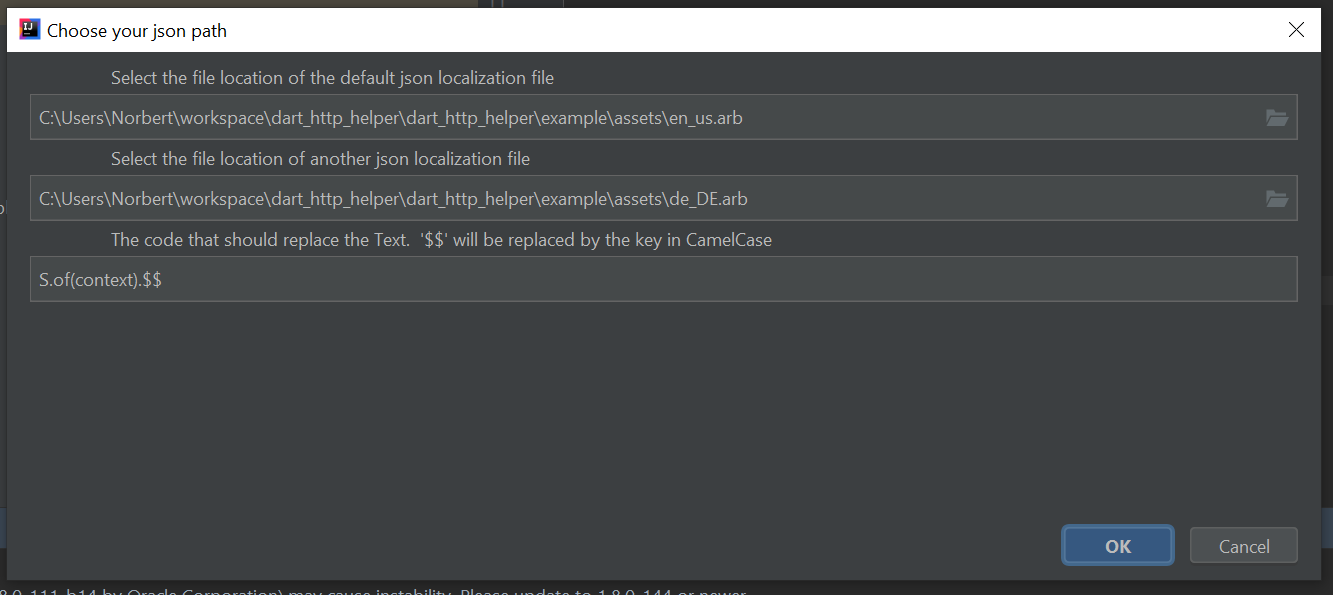 Choose your json path
Select the file location of the default json localization file
C:\Users\Norbert\workspace\dart_http_helper\dart_http_helper\example\assets\en_us.arb
Select the file location of another json localization file
C:\Users\Norbert\workspace\dart_http_helper\dart_http_helper\example\assets\de_DE.arb
The code that should replace the Text.  '$$' will be replaced by the key in CamelCase
S.of(context).$$
OK Cancel
8.0_111-b14 by Oracle Corporation) may cause instability. Please update to 1.8.0_144 or newer